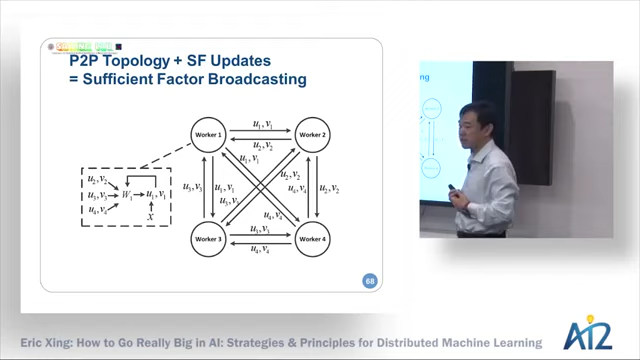 P2P Topology + SF Updates
= Sufficient Factor Broadcasting
Worker 1
u₁,v₁
Worker 2
u₂,v₂
u₁,v₁
u₂,v₂
u₂,v₂
u₃,v₃
u₄,v₄
W₁
u₁,v₁
x
u₃,v₃
u₁,v₁
u₃,v₃
u₄,v₄
u₂,v₂
u₄,v₄
Worker 3
u₃,v₃
Worker 4
u₄,v₄
68
Eric Xing: How to Go Really Big in AI: Strategies & Principles for Distributed Machine Learning
AI2